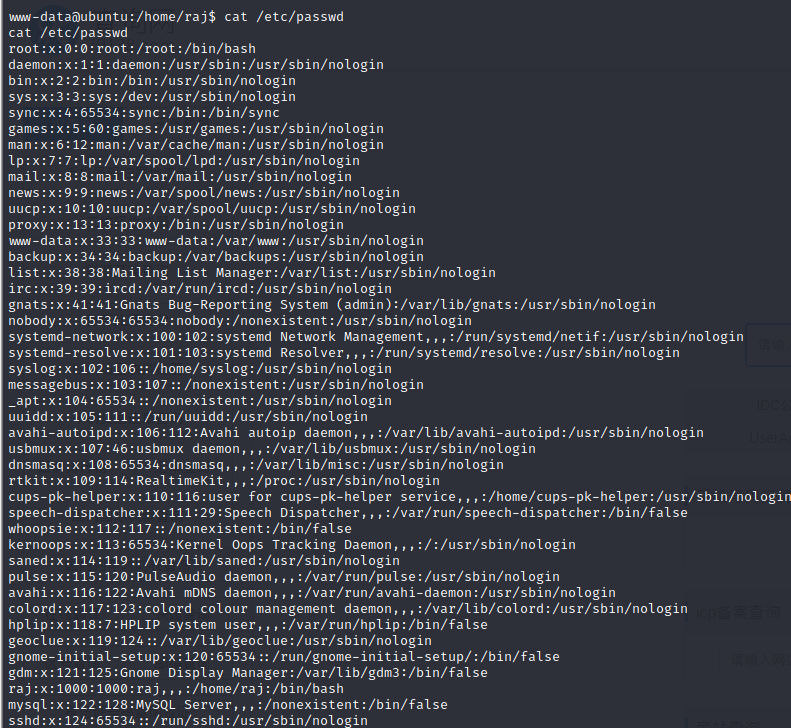 www-data@ubuntu:/home/raj$ cat /etc/passwd
cat /etc/passwd
root:x:0:0:root:/root:/bin/bash
daemon:x:1:1:daemon:/usr/sbin:/usr/sbin/nologin
bin:x:2:2:bin:/bin:/usr/sbin/nologin
sys:x:3:3:sys:/dev:/usr/sbin/nologin
sync:x:4:65534:sync:/bin:/bin/sync
games:x:5:60:games:/usr/games:/usr/sbin/nologin
man:x:6:12:man:/var/cache/man:/usr/sbin/nologin
lp:x:7:7:lp:/var/spool/lpd:/usr/sbin/nologin
mail:x:8:8:mail:/var/mail:/usr/sbin/nologin
news:x:9:9:news:/var/spool/news:/usr/sbin/nologin
uucp:x:10:10:uucp:/var/spool/uucp:/usr/sbin/nologin
proxy:x:13:13:proxy:/bin:/usr/sbin/nologin
www-data:x:33:33:www-data:/var/www:/usr/sbin/nologin
backup:x:34:34:backup:/var/backups:/usr/sbin/nologin
list:x:38:38:Mailing List Manager:/var/list:/usr/sbin/nologin
irc:x:39:39:ircd:/var/run/ircd:/usr/sbin/nologin
gnats:x:41:41:Gnats Bug-Reporting System (admin):/var/lib/gnats:/usr/sbin/nologin
nobody:x:65534:65534:nobody:/nonexistent:/usr/sbin/nologin
systemd-network:x:100:102:systemd Network Management,,,:/run/systemd/netif:/usr/sbin/nologin
systemd-resolve:x:101:103:systemd Resolver,,,:/run/systemd/resolve:/usr/sbin/nologin
syslog:x:102:106::/home/syslog:/usr/sbin/nologin
messagebus:x:103:107::/nonexistent:/usr/sbin/nologin
_apt:x:104:65534::/nonexistent:/usr/sbin/nologin
uuidd:x:105:111::/run/uuidd:/usr/sbin/nologin
avahi-autoipd:x:106:112:Avahi autoip daemon,,,:/var/lib/avahi-autoipd:/usr/sbin/nologin
usbmux:x:107:46:usbmux daemon,,,:/var/lib/usbmux:/usr/sbin/nologin
dnsmasq:x:108:65534:dnsmasq,,,:/var/lib/misc:/usr/sbin/nologin
rtkit:x:109:114:RealtimeKit,,,:/proc:/usr/sbin/nologin
cups-pk-helper:x:110:116:user for cups-pk-helper service,,,:/home/cups-pk-helper:/usr/sbin/nologin
speech-dispatcher:x:111:29:Speech Dispatcher,,,:/var/run/speech-dispatcher:/bin/false
whoopsie:x:112:117::/nonexistent:/bin/false
kernoops:x:113:65534:Kernel Oops Tracking Daemon,,,:/:/usr/sbin/nologin
saned:x:114:119::/var/lib/saned:/usr/sbin/nologin
pulse:x:115:120:PulseAudio daemon,,,:/var/run/pulse:/usr/sbin/nologin
avahi:x:116:122:Avahi mDNS daemon,,,:/var/run/avahi-daemon:/usr/sbin/nologin
colord:x:117:123:colord colour management daemon,,,:/var/lib/colord:/usr/sbin/nologin
hplip:x:118:7:HPLIP system user,,,:/var/run/hplip:/bin/false
geoclue:x:119:124::/var/lib/geoclue:/usr/sbin/nologin
gnome-initial-setup:x:120:65534::/run/gnome-initial-setup/:/bin/false
gdm:x:121:125:Gnome Display Manager:/var/lib/gdm3:/bin/false
raj:x:1000:1000:raj,,,:/home/raj:/bin/bash
mysql:x:122:128:MySQL Server,,,:/nonexistent:/bin/false
sshd:x:124:65534::/run/sshd:/usr/sbin/nologin